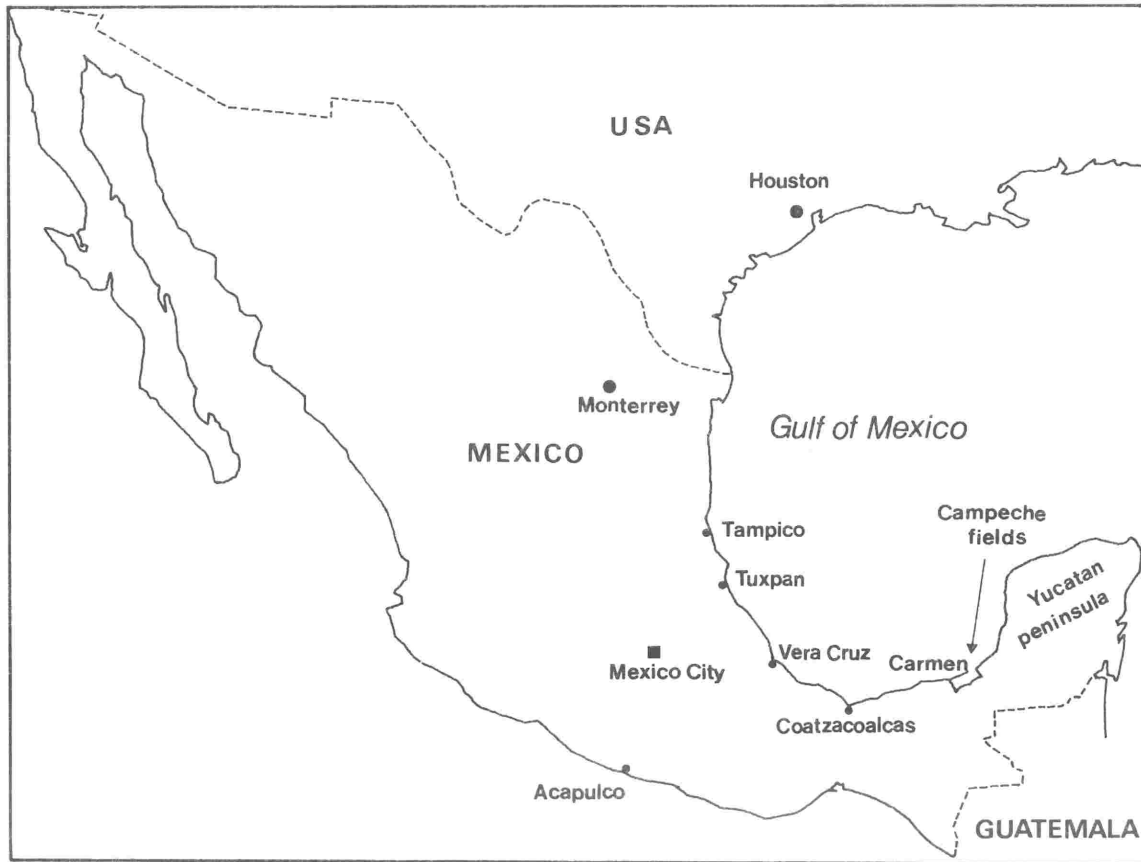 USA
Houston
Monterrey
MEXICO
Gulf of Mexico
Tampico
Campeche
fields
Tuxpan
Yucatan
peninsula
Vera Cruz
Carmen
Mexico City
Coatzacoalcas
Acapulco
GUATEMALA